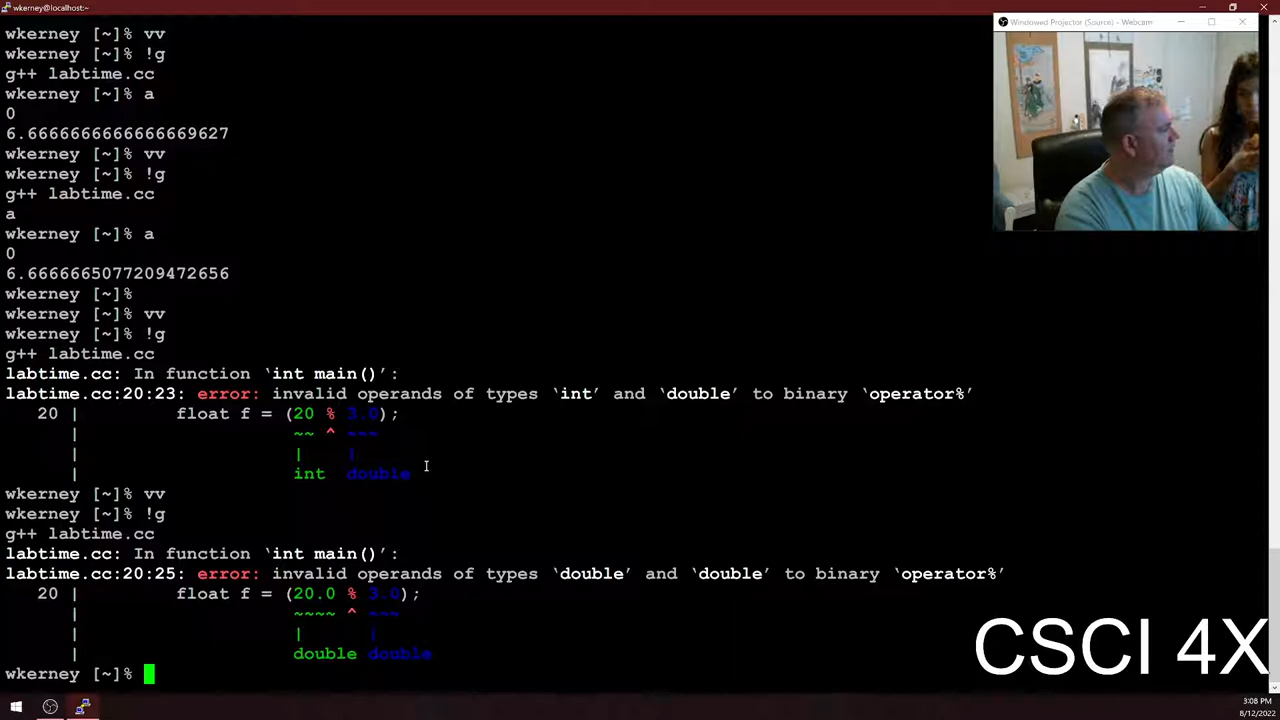 wkerney@localhost:~
wkerney [~]% vv
wkerney [~]% !g
g++ labtime.cc
wkerney [~]% a
0
6.6666666666666669627
wkerney [~]% vv
wkerney [~]% !g
g++ labtime.cc
a
wkerney [~]% a
0
6.6666665077209472656
wkerney [~]%
wkerney [~]% vv
wkerney [~]% !g
g++ labtime.cc
labtime.cc: In function ‘int main()’:
labtime.cc:20:23: error: invalid operands of types ‘int’ and ‘double’ to binary ‘operator%’
20 |         float f = (20 % 3.0);
|                    ~~ ^ ~~~
|                    |    |
|                    int  double
wkerney [~]% vv
wkerney [~]% !g
g++ labtime.cc
labtime.cc: In function ‘int main()’:
labtime.cc:20:25: error: invalid operands of types ‘double’ and ‘double’ to binary ‘operator%’
20 |         float f = (20.0 % 3.0);
|                    ~~~~ ^ ~~~
|                    |      |
|                    double double
wkerney [~]%
Windowed Projector (Source) - Webcam
CSCI 4X
3:08 PM
8/12/2022